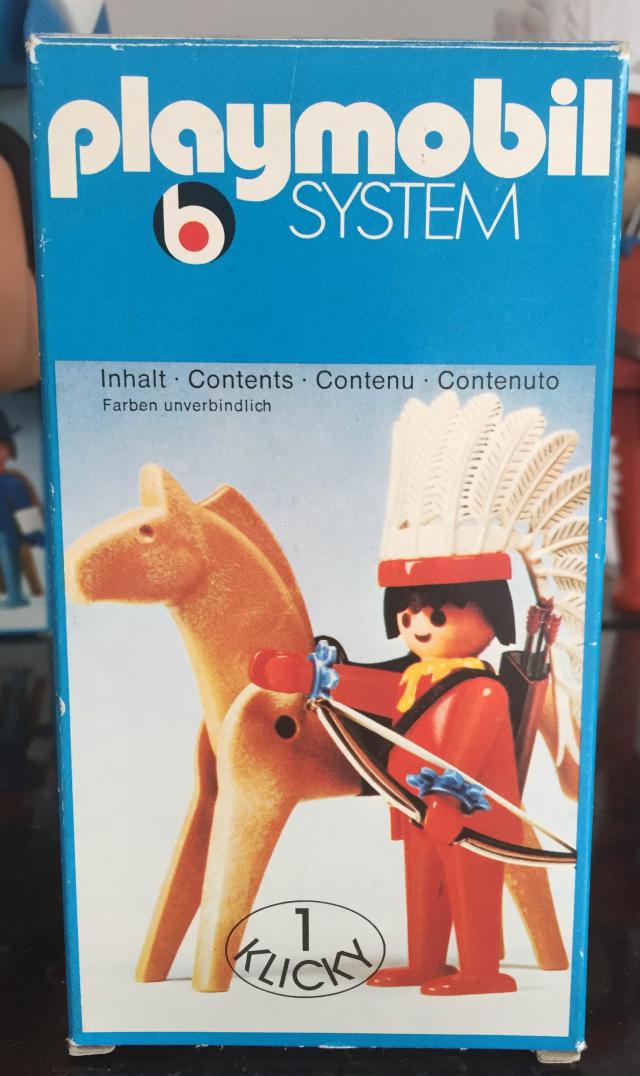 playmobil
b SYSTEM
Inhalt · Contents · Contenu · Contenuto
Farben unverbindlich
1
KLICKY